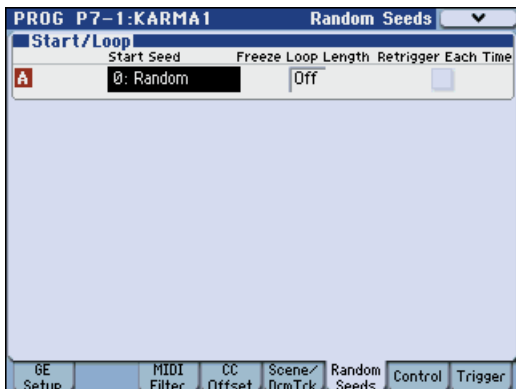 PROG P7-1:KARMA1 Random Seeds
Start/Loop
Start Seed Freeze Loop Length Retrigger Each Time
A 0: Random Off
GE Setup MIDI Filter CC Offset Scene/DrmTrk Random Seeds Control Trigger